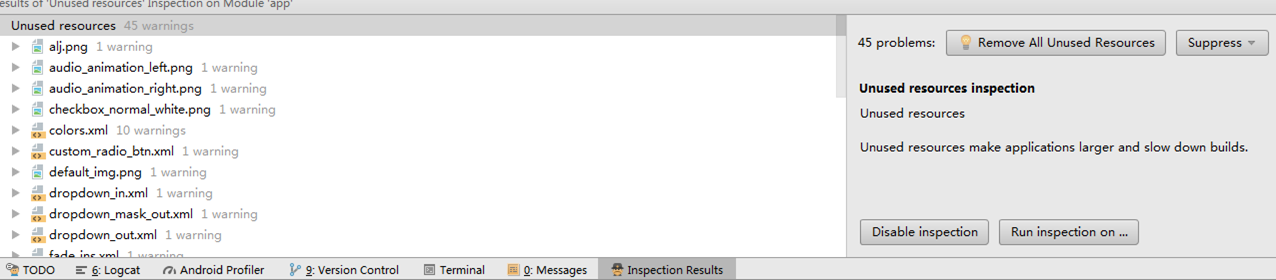 esults of 'Unused resources' Inspection on Module 'app'
Unused resources 45 warnings
alj.png 1 warning
audio_animation_left.png 1 warning
audio_animation_right.png 1 warning
checkbox_normal_white.png 1 warning
colors.xml 10 warnings
custom_radio_btn.xml 1 warning
default_img.png 1 warning
dropdown_in.xml 1 warning
dropdown_mask_out.xml 1 warning
dropdown_out.xml 1 warning
fade_ins.xml 1 warning
45 problems: Remove All Unused Resources Suppress
Unused resources inspection
Unused resources
Unused resources make applications larger and slow down builds.
Disable inspection Run inspection on ...
TODO 6: Logcat Android Profiler 9: Version Control Terminal 0: Messages Inspection Results